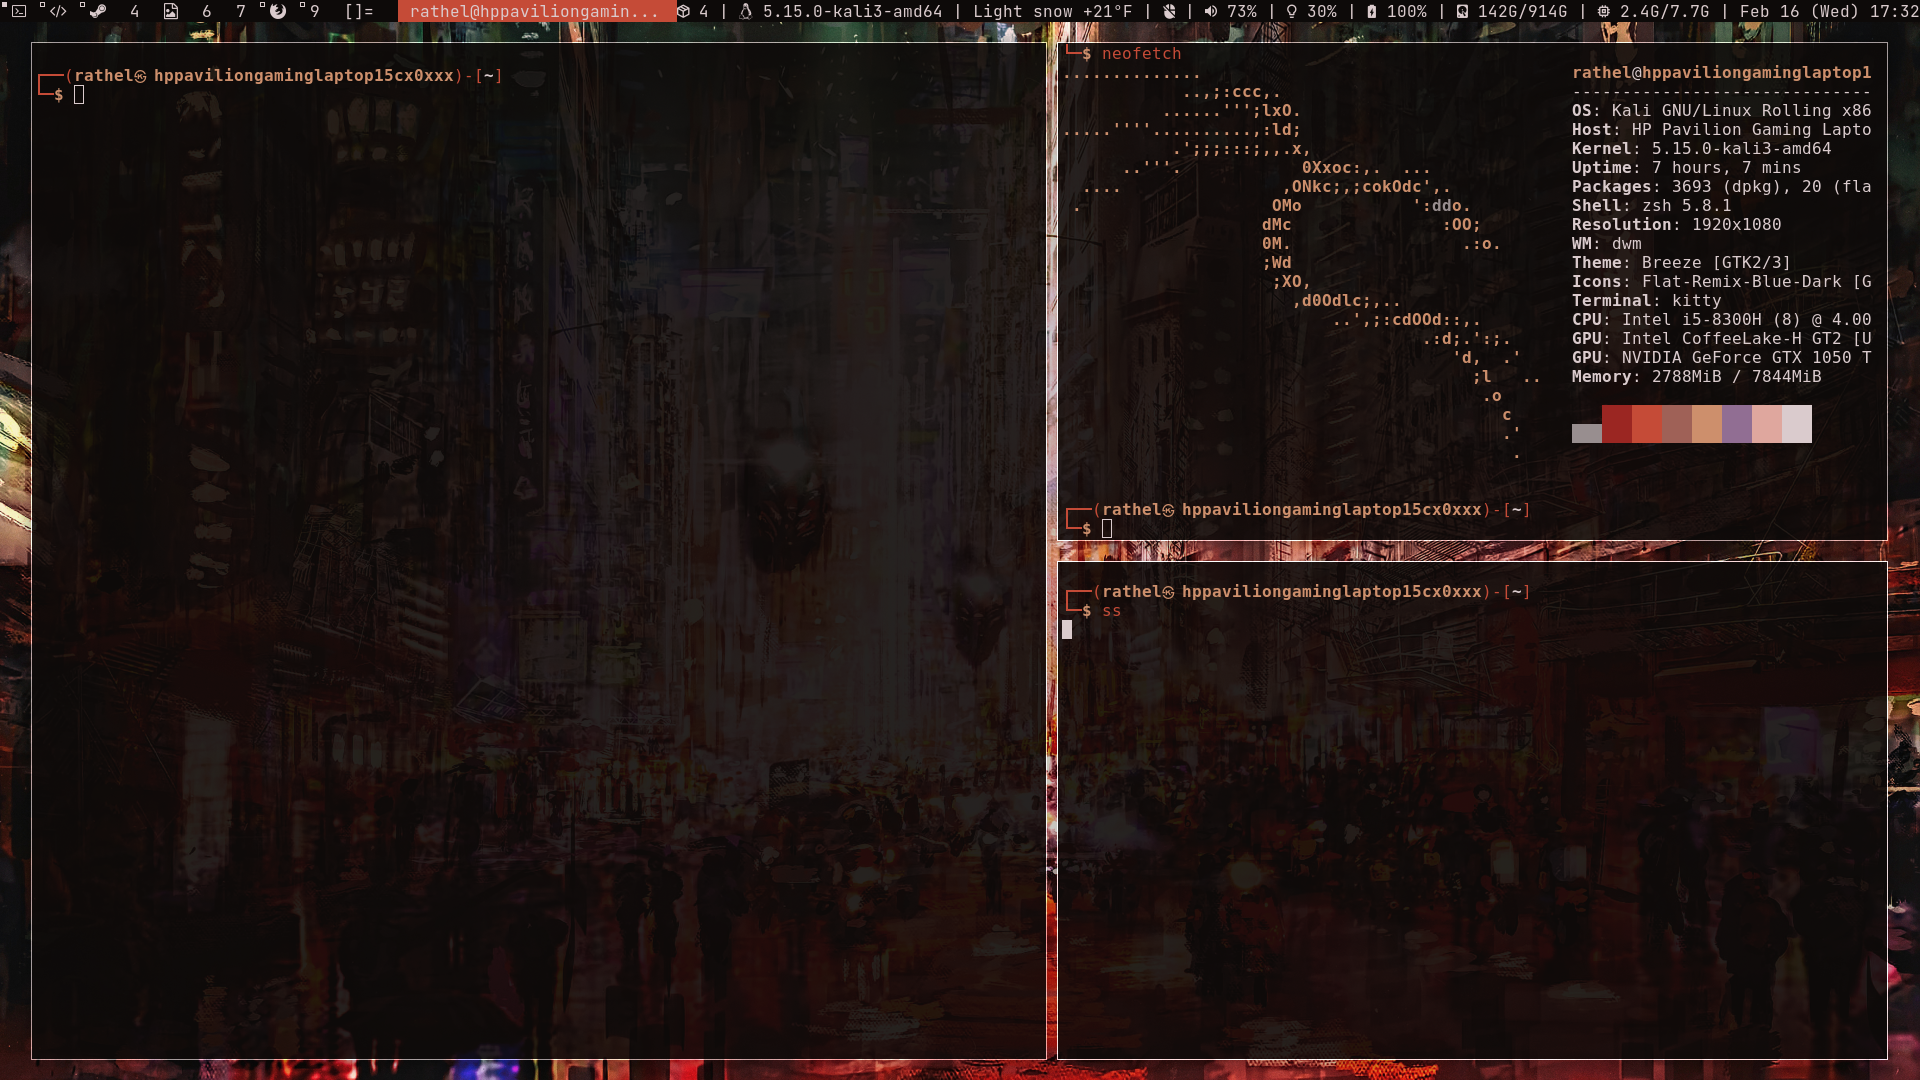 </> 4 6 7 9 []= rathel@hppaviliongamin... 4 | 5.15.0-kali3-amd64 | Light snow +21°F | | 73% | 30% | 100% | 142G/914G | 2.4G/7.7G | Feb 16 (Wed) 17:32
┌──(rathel㉿ hppaviliongaminglaptop15cx0xxx)-[~]
└─$
└─$ neofetch
..............
            ..,;:ccc,.
          ......''';lxO.
.....''''..........,:ld;
           .';;;:::;,,.x,
      ..'''.            0Xxoc:,.  ...
  ....                ,ONkc;,;cokOdc',.
 .                   OMo           ':ddo.
                    dMc               :OO;
                    0M.                 .:o.
                    ;Wd
                     ;XO,
                       ,d0Odlc;,..
                           ..',;:cdOOd::,.
                                    .:d;.':;.
                                       'd,  .'
                                         ;l   ..
                                          .o
                                            c
                                            .'
                                             .
rathel@hppaviliongaminglaptop1
------------------------------
OS: Kali GNU/Linux Rolling x86
Host: HP Pavilion Gaming Lapto
Kernel: 5.15.0-kali3-amd64
Uptime: 7 hours, 7 mins
Packages: 3693 (dpkg), 20 (fla
Shell: zsh 5.8.1
Resolution: 1920x1080
WM: dwm
Theme: Breeze [GTK2/3]
Icons: Flat-Remix-Blue-Dark [G
Terminal: kitty
CPU: Intel i5-8300H (8) @ 4.00
GPU: Intel CoffeeLake-H GT2 [U
GPU: NVIDIA GeForce GTX 1050 T
Memory: 2788MiB / 7844MiB
┌──(rathel㉿ hppaviliongaminglaptop15cx0xxx)-[~]
└─$
┌──(rathel㉿ hppaviliongaminglaptop15cx0xxx)-[~]
└─$ ss